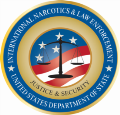 INTERNATIONAL NARCOTICS & LAW ENFORCEMENT
JUSTICE & SECURITY
UNITED STATES DEPARTMENT OF STATE